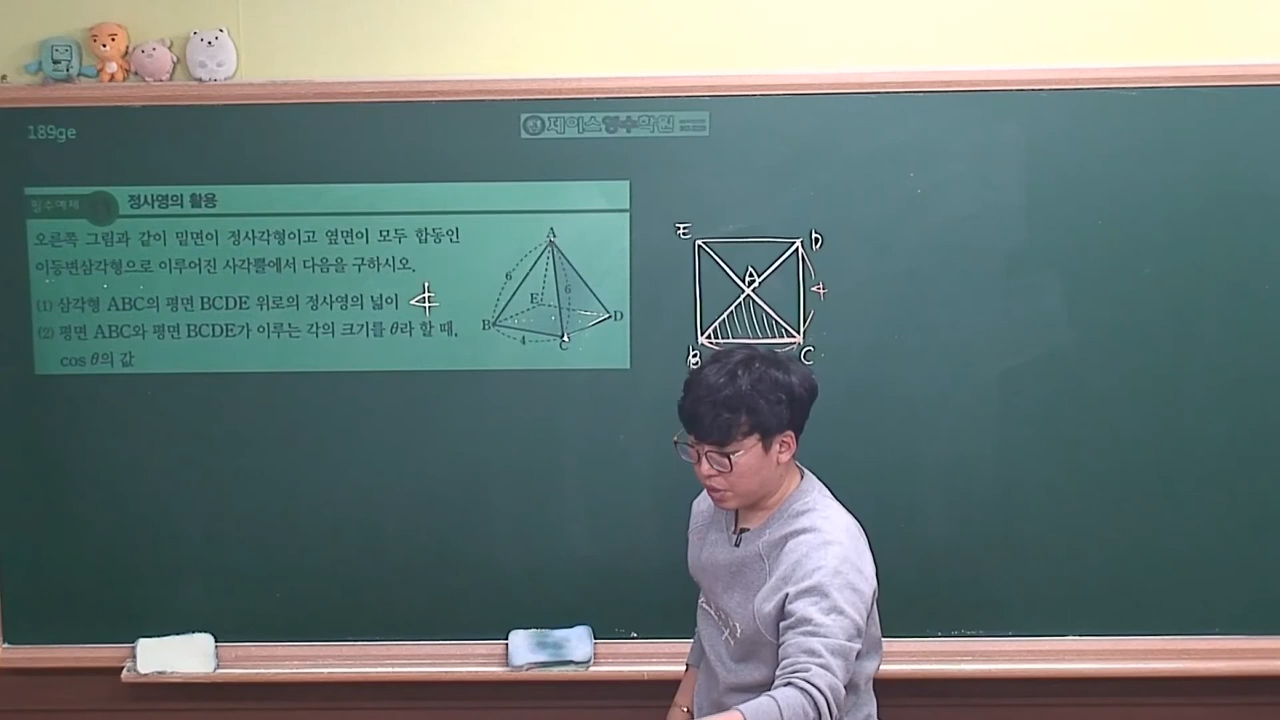 189ge
제이스영수학원
필수예제
정사영의 활용
오른쪽 그림과 같이 밑면이 정사각형이고 옆면이 모두 합동인
이등변삼각형으로 이루어진 사각뿔에서 다음을 구하시오.
(1) 삼각형 ABC의 평면 BCDE 위로의 정사영의 넓이 4
(2) 평면 ABC와 평면 BCDE가 이루는 각의 크기를 θ라 할 때,
cos θ의 값
A
6
6
E
B
D
4
C
E
D
A
4
B
C